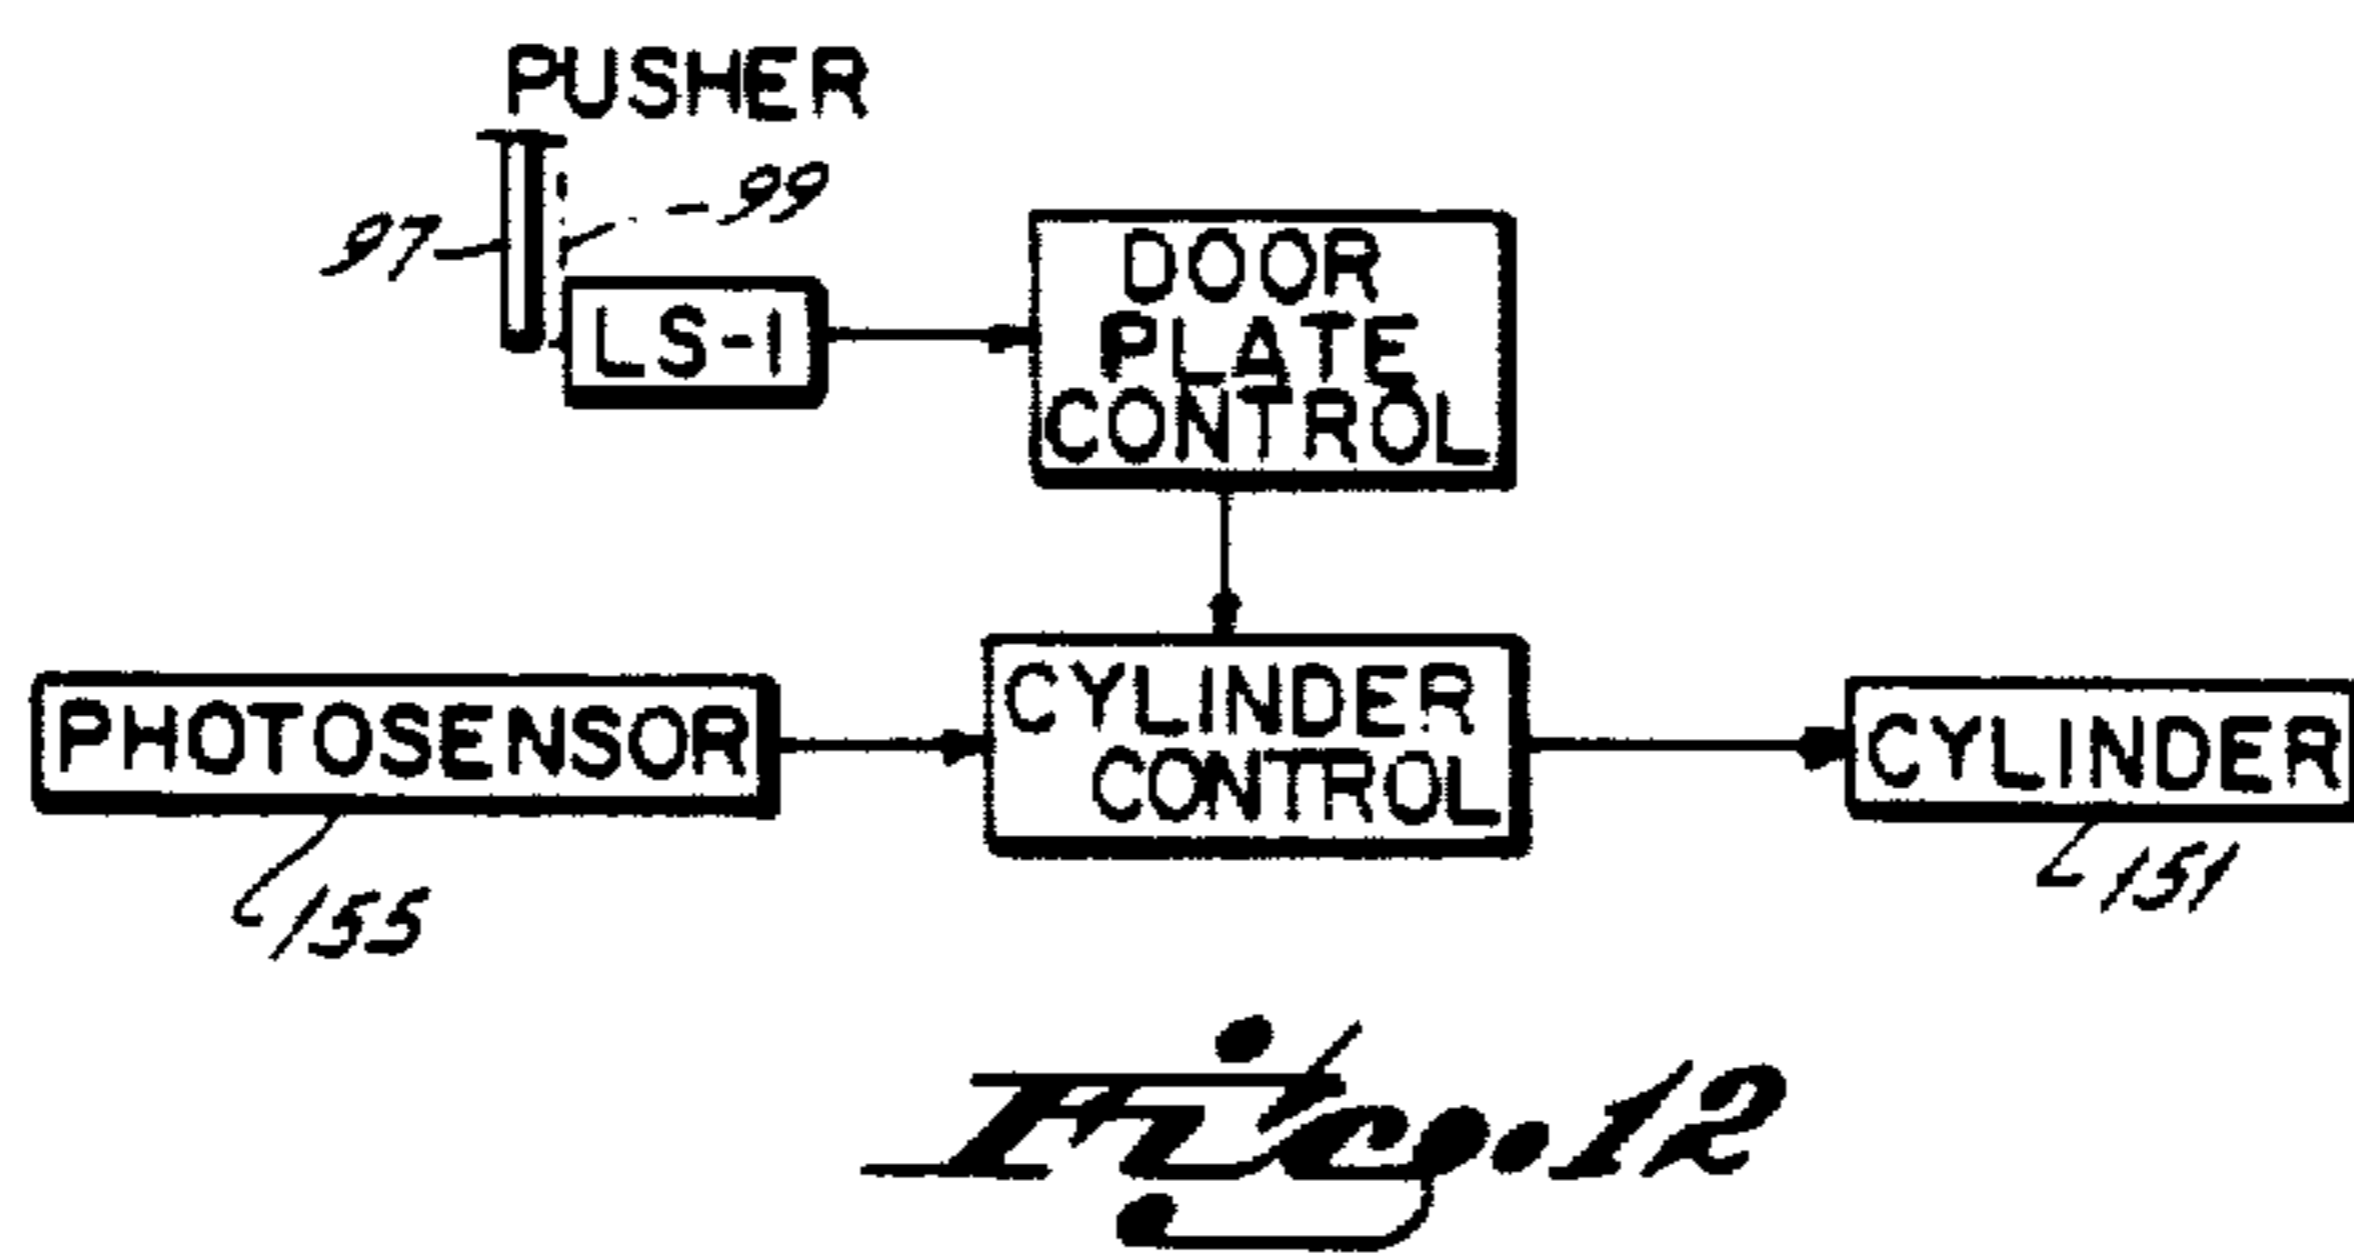 PUSHER
97
99
LS-1
DOOR
PLATE
CONTROL
PHOTOSENSOR
CYLINDER
CONTROL
CYLINDER
155
151
Fig. 12